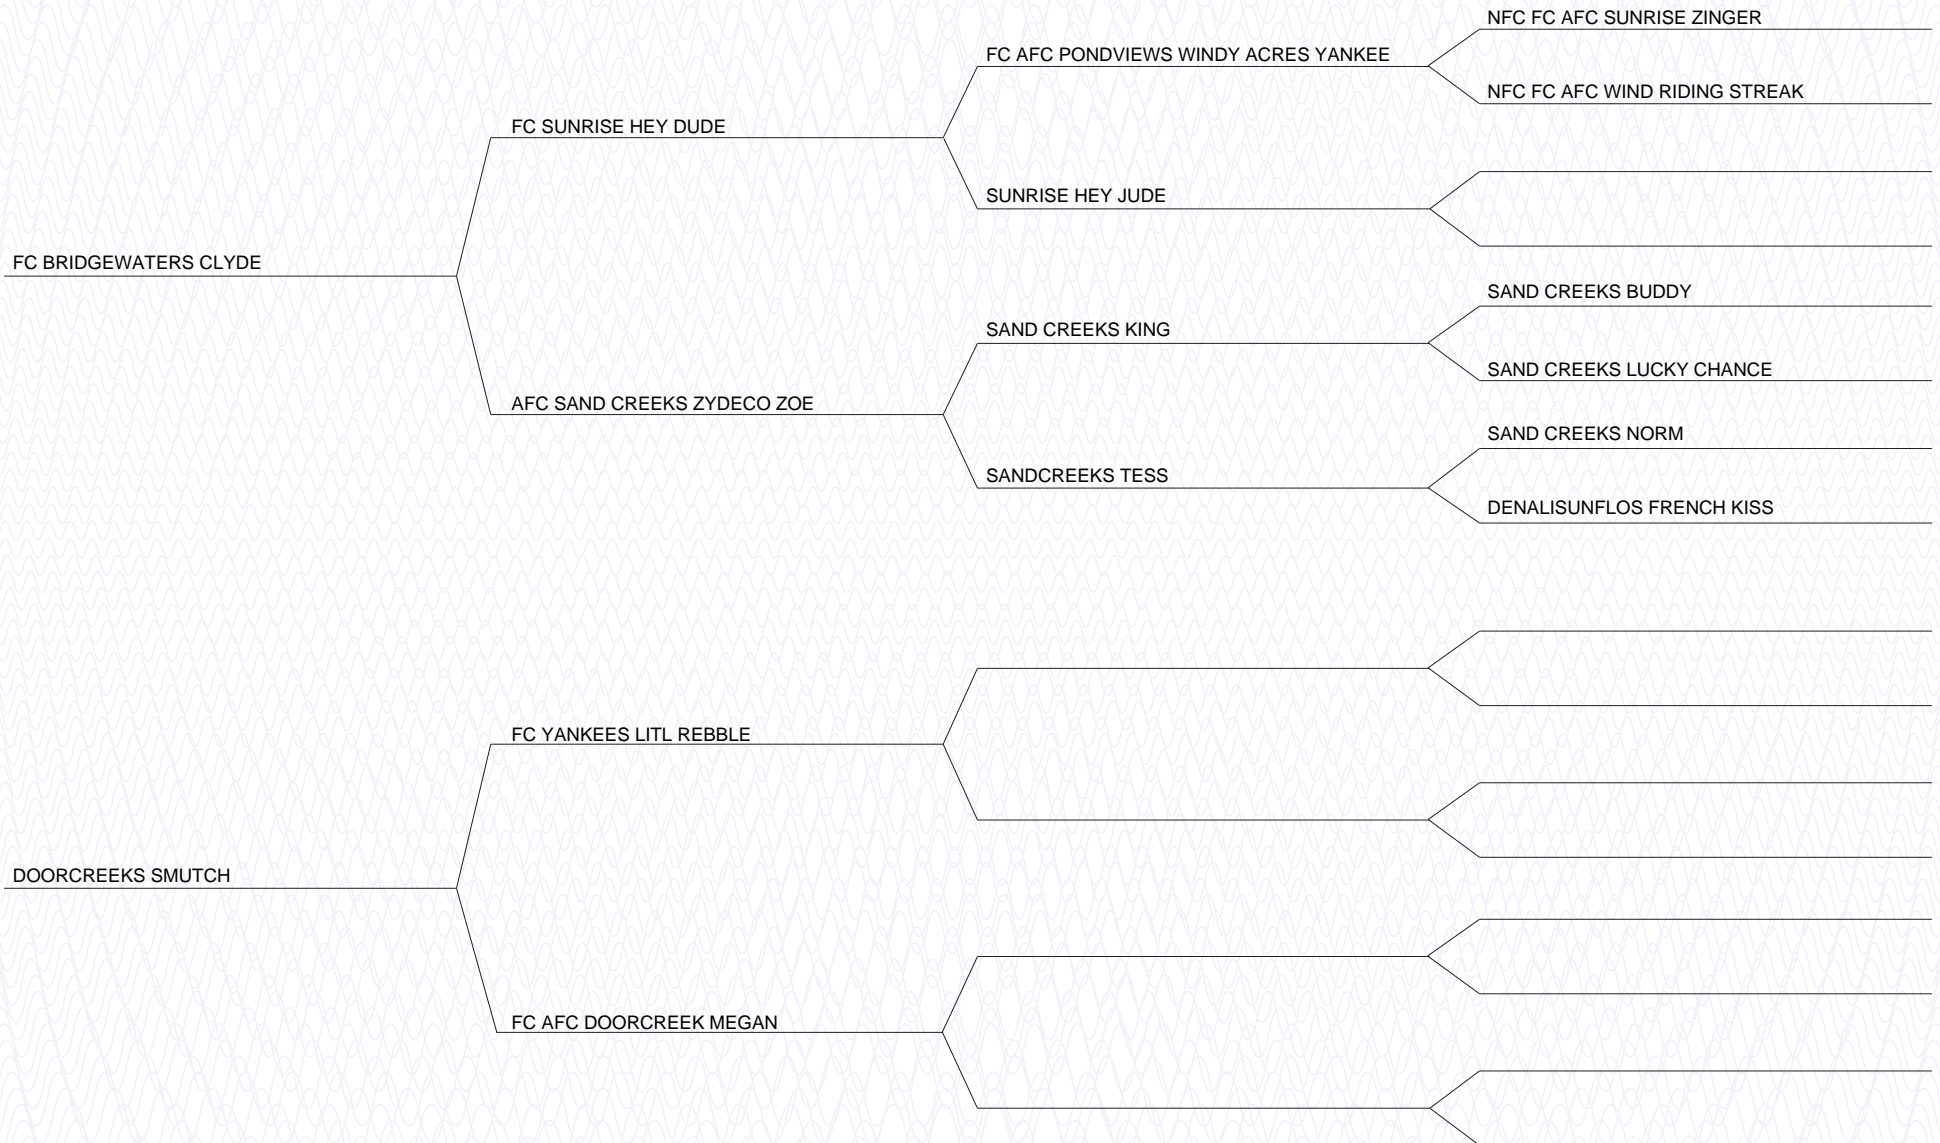 NFC FC AFC SUNRISE ZINGER
FC AFC PONDVIEWS WINDY ACRES YANKEE
NFC FC AFC WIND RIDING STREAK
FC SUNRISE HEY DUDE
SUNRISE HEY JUDE
FC BRIDGEWATERS CLYDE
SAND CREEKS BUDDY
SAND CREEKS KING
SAND CREEKS LUCKY CHANCE
AFC SAND CREEKS ZYDECO ZOE
SAND CREEKS NORM
SANDCREEKS TESS
DENALISUNFLOS FRENCH KISS
FC YANKEES LITL REBBLE
DOORCREEKS SMUTCH
FC AFC DOORCREEK MEGAN